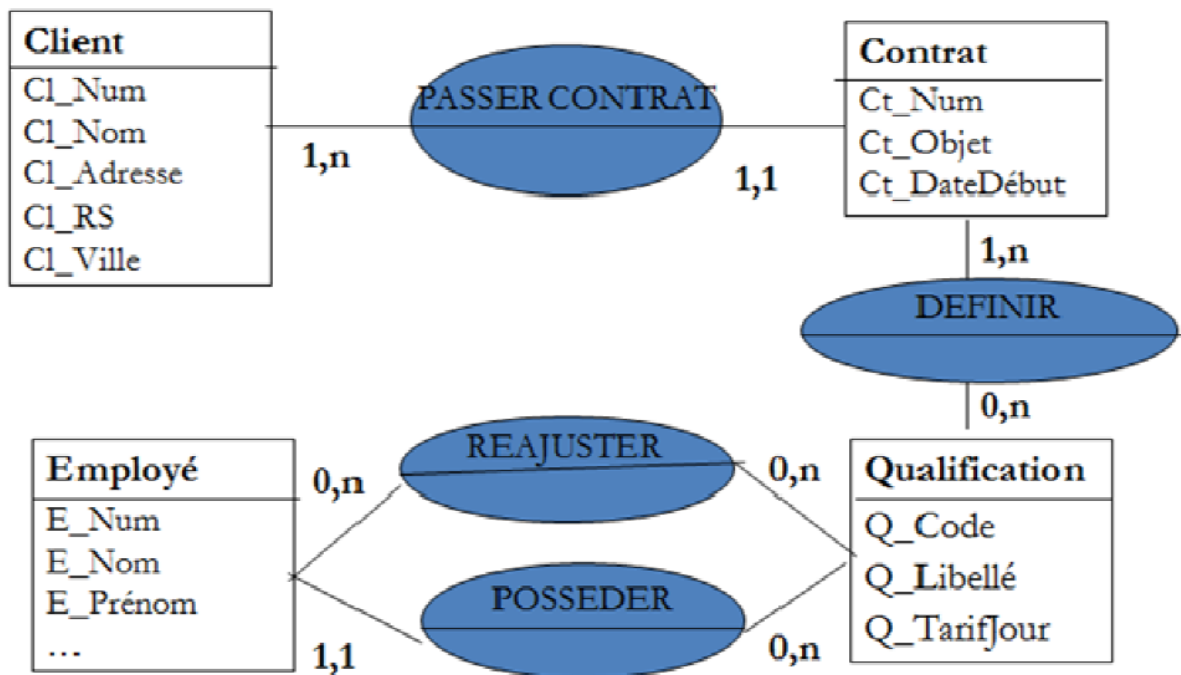 Client
Cl_Num
Cl_Nom
Cl_Adresse
Cl_RS
Cl_Ville
1,n
PASSER CONTRAT
1,1
Contrat
Ct_Num
Ct_Objet
Ct_DateDébut
1,n
DEFINIR
0,n
Employé
E_Num
E_Nom
E_Prénom
...
0,n
REAJUSTER
0,n
1,1
POSSEDER
0,n
Qualification
Q_Code
Q_Libellé
Q_TarifJour